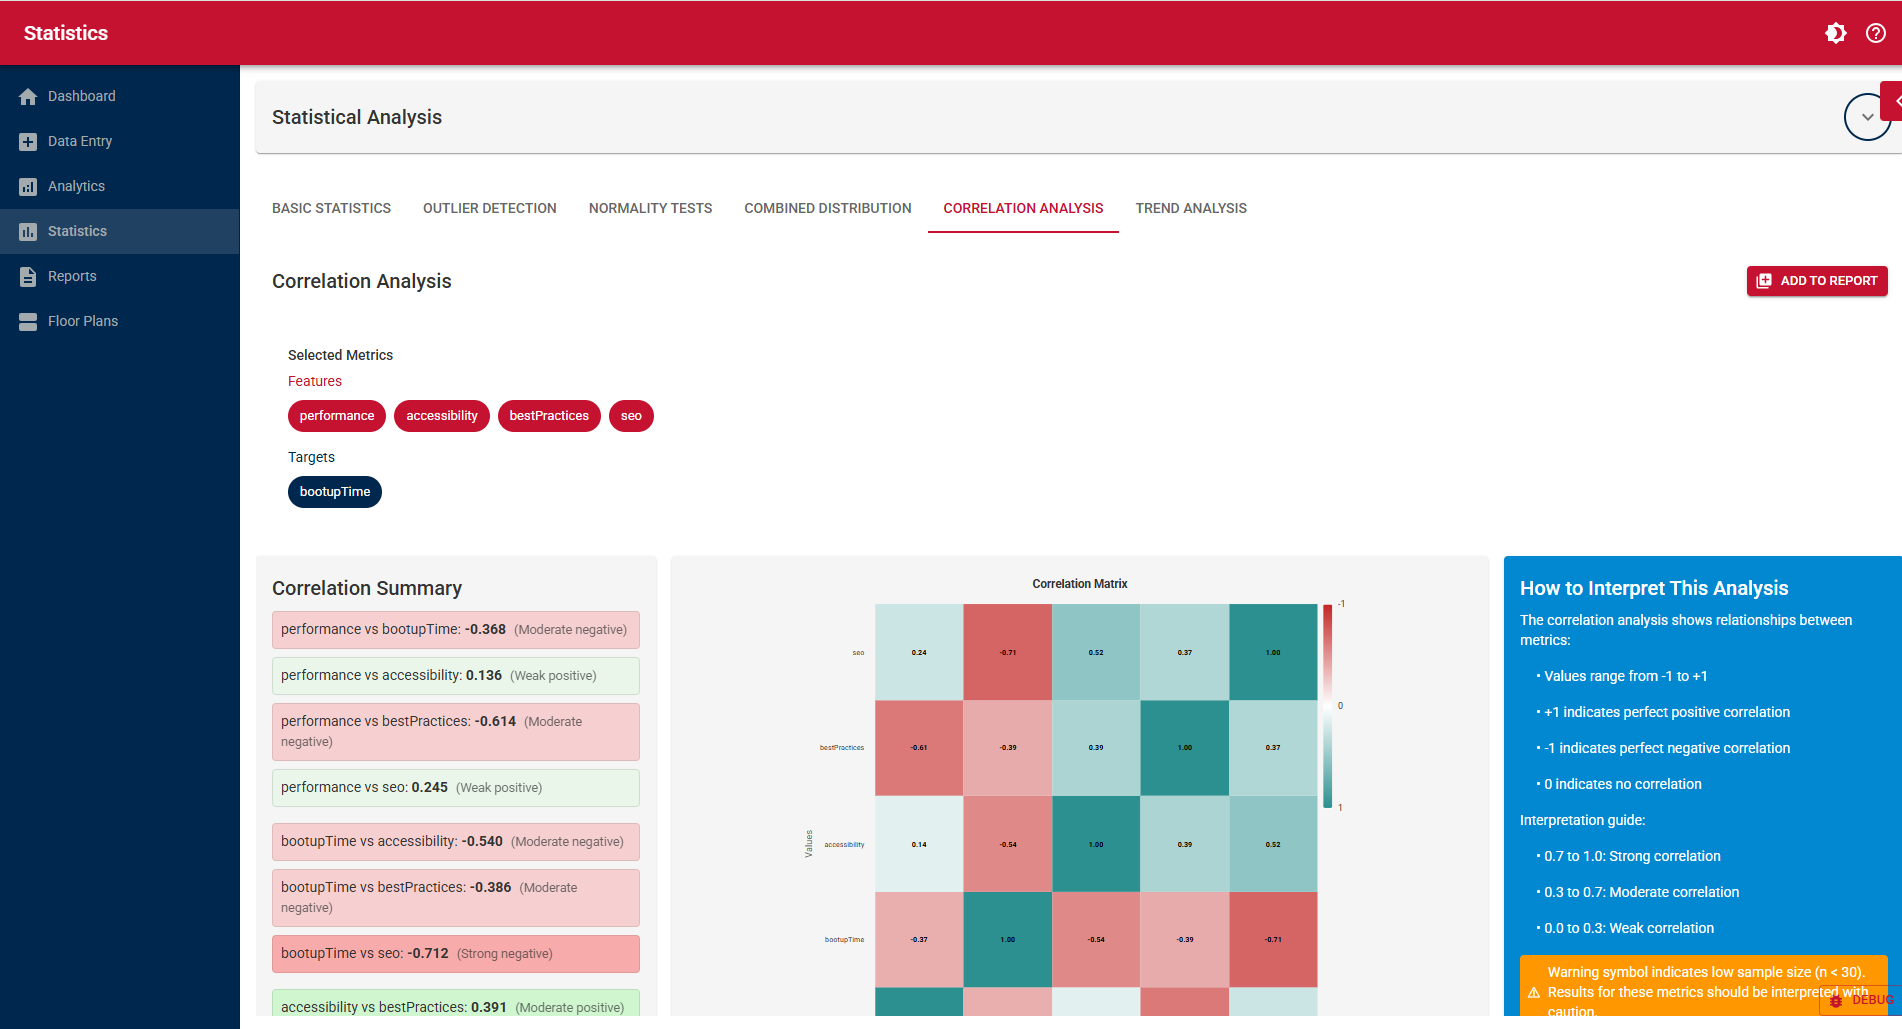 Statistics
Dashboard
Data Entry
Analytics
Statistics
Reports
Floor Plans
Statistical Analysis
BASIC STATISTICS
OUTLIER DETECTION
NORMALITY TESTS
COMBINED DISTRIBUTION
CORRELATION ANALYSIS
TREND ANALYSIS
Correlation Analysis
ADD TO REPORT
Selected Metrics
Features
performance
accessibility
bestPractices
seo
Targets
bootupTime
Correlation Summary
performance vs bootupTime: -0.368 (Moderate negative)
performance vs accessibility: 0.136 (Weak positive)
performance vs bestPractices: -0.614 (Moderate
negative)
performance vs seo: 0.245 (Weak positive)
bootupTime vs accessibility: -0.540 (Moderate negative)
bootupTime vs bestPractices: -0.386 (Moderate
negative)
bootupTime vs seo: -0.712 (Strong negative)
accessibility vs bestPractices: 0.391 (Moderate positive)
Correlation Matrix
seo 0.24 -0.71 0.52 0.37 1.00
bestPractices -0.61 -0.39 0.39 1.00 0.37
accessibility 0.14 -0.54 1.00 0.39 0.52
bootupTime -0.37 1.00 -0.54 -0.39 -0.71
Values
-1
0
1
How to Interpret This Analysis
The correlation analysis shows relationships between
metrics:
• Values range from -1 to +1
• +1 indicates perfect positive correlation
• -1 indicates perfect negative correlation
• 0 indicates no correlation
Interpretation guide:
• 0.7 to 1.0: Strong correlation
• 0.3 to 0.7: Moderate correlation
• 0.0 to 0.3: Weak correlation
⚠ Warning symbol indicates low sample size (n < 30).
Results for these metrics should be interpreted with
caution.
DEBUG